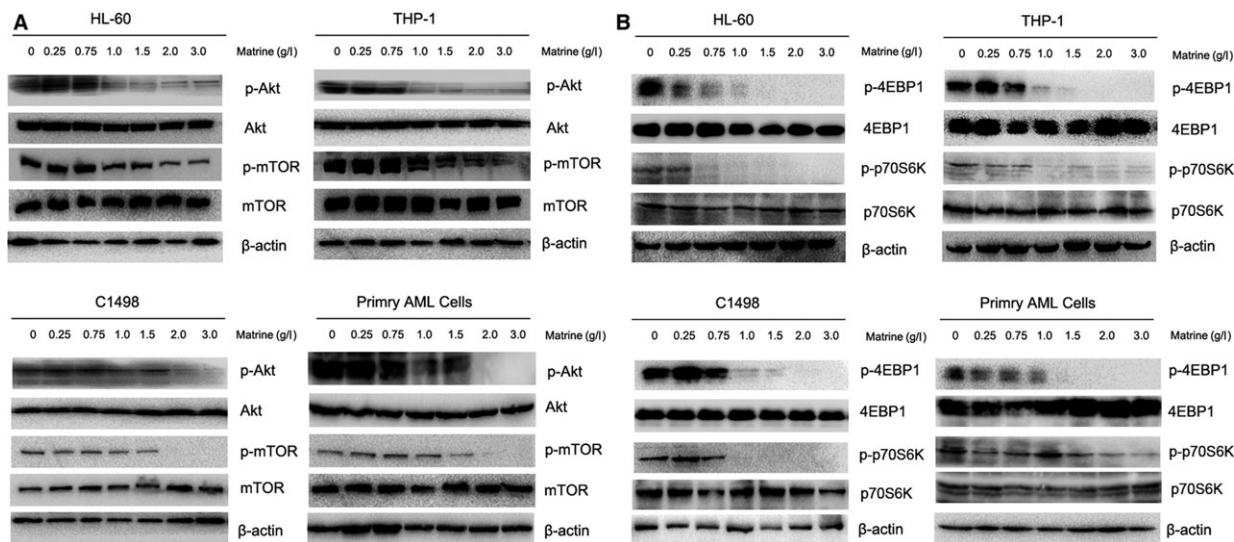 A
HL-60
0 0.25 0.75 1.0 1.5 2.0 3.0 Matrine (g/l)
p-Akt
Akt
p-mTOR
mTOR
β-actin
THP-1
0 0.25 0.75 1.0 1.5 2.0 3.0 Matrine (g/l)
p-Akt
Akt
p-mTOR
mTOR
β-actin
C1498
0 0.25 0.75 1.0 1.5 2.0 3.0 Matrine (g/l)
p-Akt
Akt
p-mTOR
mTOR
β-actin
Primry AML Cells
0 0.25 0.75 1.0 1.5 2.0 3.0 Matrine (g/l)
p-Akt
Akt
p-mTOR
mTOR
β-actin
B
HL-60
0 0.25 0.75 1.0 1.5 2.0 3.0 Matrine (g/l)
p-4EBP1
4EBP1
p-p70S6K
p70S6K
β-actin
THP-1
0 0.25 0.75 1.0 1.5 2.0 3.0 Matrine (g/l)
p-4EBP1
4EBP1
p-p70S6K
p70S6K
β-actin
C1498
0 0.25 0.75 1.0 1.5 2.0 3.0 Matrine (g/l)
p-4EBP1
4EBP1
p-p70S6K
p70S6K
β-actin
Primry AML Cells
0 0.25 0.75 1.0 1.5 2.0 3.0 Matrine (g/l)
p-4EBP1
4EBP1
p-p70S6K
p70S6K
β-actin